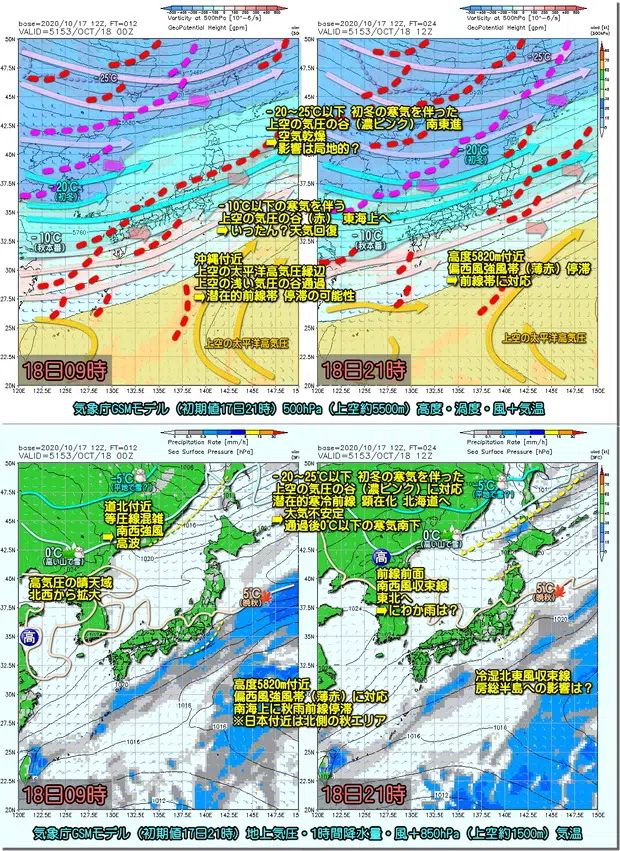 base=2020/10/17 12Z, FT=012
VALID=5153/OCT/18 00Z
Vorticity at 500hPa [10^-6/s]
GeoPotential Height [gpm]
-25℃
-20℃
(初冬)
-10℃
(秋本番)
-20～25℃以下 初冬の寒気を伴った
上空の気圧の谷（濃ピンク） 南東進
空気乾燥
➡影響は局地的？
-10℃以下の寒気を伴う
上空の気圧の谷（赤） 東海上へ
➡いったん？天気回復
沖縄付近
上空の太平洋高気圧縁辺
上空の浅い気圧の谷通過
➡潜在的前線帯 停滞の可能性
18日09時
base=2020/10/17 12Z, FT=024
VALID=5153/OCT/18 12Z
Vorticity at 500hPa [10^-6/s]
GeoPotential Height [gpm]
-25℃
-20℃
(初冬)
-10℃
(秋本番)
高度5820m付近
偏西風強風帯（薄赤）停滞
➡前線帯に対応
上空の太平洋高気圧
上空の太平洋高気圧
18日21時
気象庁GSMモデル（初期値17日21時）500hPa（上空約5500m）高度・渦度・風＋気温
base=2020/10/17 12Z, FT=012
VALID=5153/OCT/18 00Z
Precipitation Rate [mm/h]
Sea Surface Pressure [hPa]
-5℃
(平地で雪？)
道北付近
等圧線混雑
➡南西強風
高波
0℃
(高い山で雪)
高気圧の晴天域
北西から拡大
高
5℃
晩秋
-20～25℃以下 初冬の寒気を伴った
上空の気圧の谷（濃ピンク）に対応
潜在的寒冷前線 顕在化 北海道へ
➡大気不安定
通過後0℃以下の寒気南下
高度5820m付近
偏西風強風帯（薄赤）に対応
南海上に秋雨前線停滞
※日本付近は北側の秋エリア
18日09時
base=2020/10/17 12Z, FT=024
VALID=5153/OCT/18 12Z
Precipitation Rate [mm/h]
Sea Surface Pressure [hPa]
-5℃
(平地で雪？)
0℃
(高い山で雪)
高
前線前面
南西風収束線
東北へ
➡にわか雨は？
5℃
晩秋
冷湿北東風収束線
房総半島への影響は？
18日21時
気象庁GSMモデル（初期値17日21時）地上気圧・1時間降水量・風＋850hPa（上空約1500m）気温